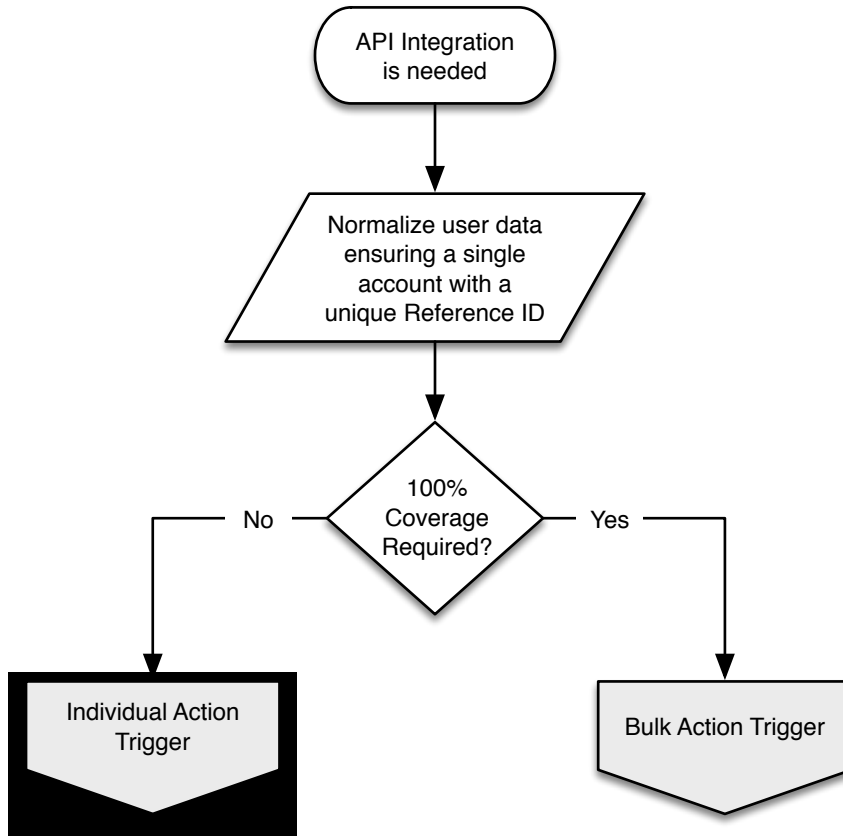 API Integration
is needed
Normalize user data
ensuring a single
account with a
unique Reference ID
100%
Coverage
Required?
No
Yes
Individual Action
Trigger
Bulk Action Trigger